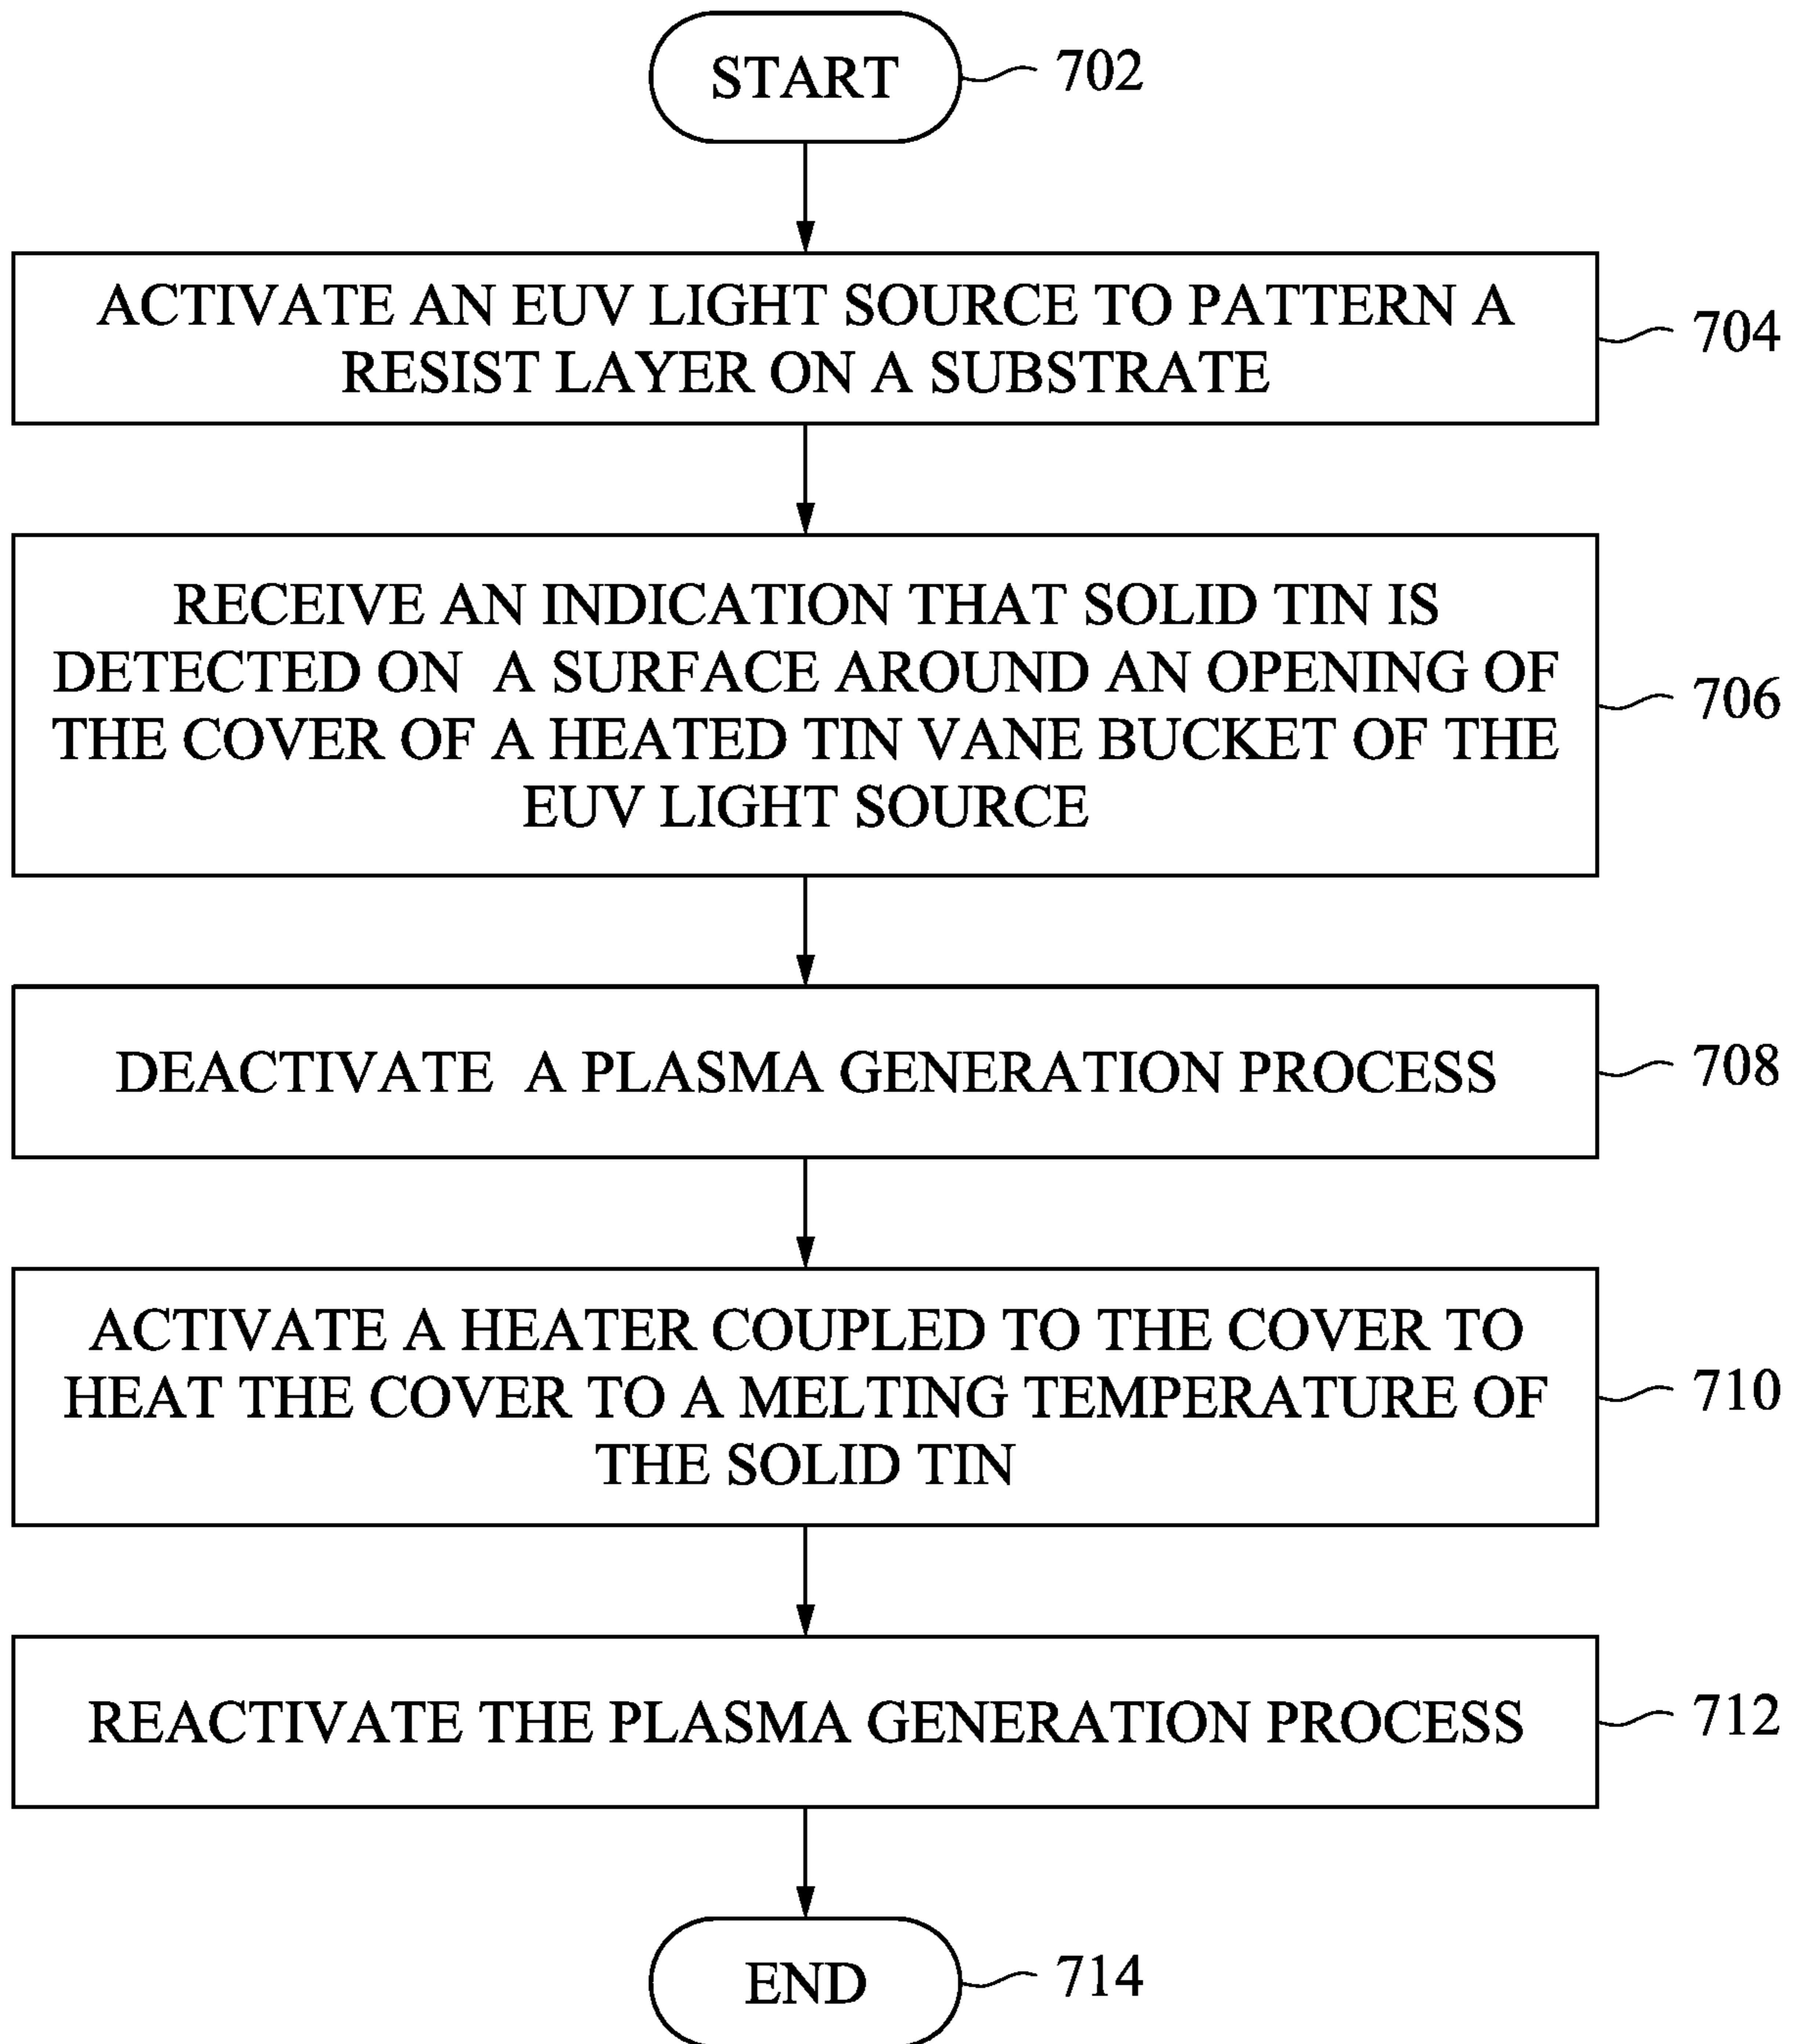 START
702
ACTIVATE AN EUV LIGHT SOURCE TO PATTERN A
RESIST LAYER ON A SUBSTRATE
704
RECEIVE AN INDICATION THAT SOLID TIN IS
DETECTED ON A SURFACE AROUND AN OPENING OF
THE COVER OF A HEATED TIN VANE BUCKET OF THE
EUV LIGHT SOURCE
706
DEACTIVATE A PLASMA GENERATION PROCESS
708
ACTIVATE A HEATER COUPLED TO THE COVER TO
HEAT THE COVER TO A MELTING TEMPERATURE OF
THE SOLID TIN
710
REACTIVATE THE PLASMA GENERATION PROCESS
712
END
714